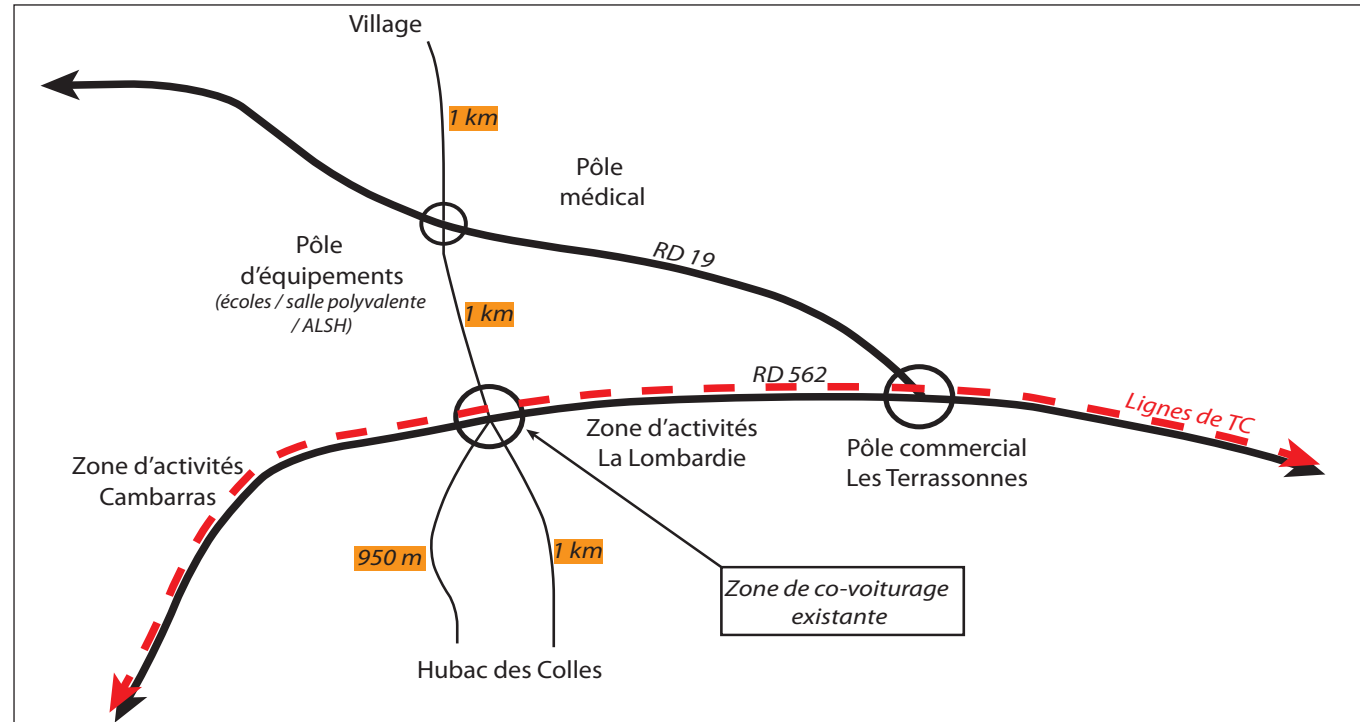 Village
1 km
Pôle
médical
RD 19
Pôle
d'équipements
(écoles / salle polyvalente
/ ALSH)
1 km
RD 562
Lignes de TC
Zone d'activités
La Lombardie
Pôle commercial
Les Terrassonnes
Zone d'activités
Cambarras
950 m
1 km
Zone de co-voiturage
existante
Hubac des Colles